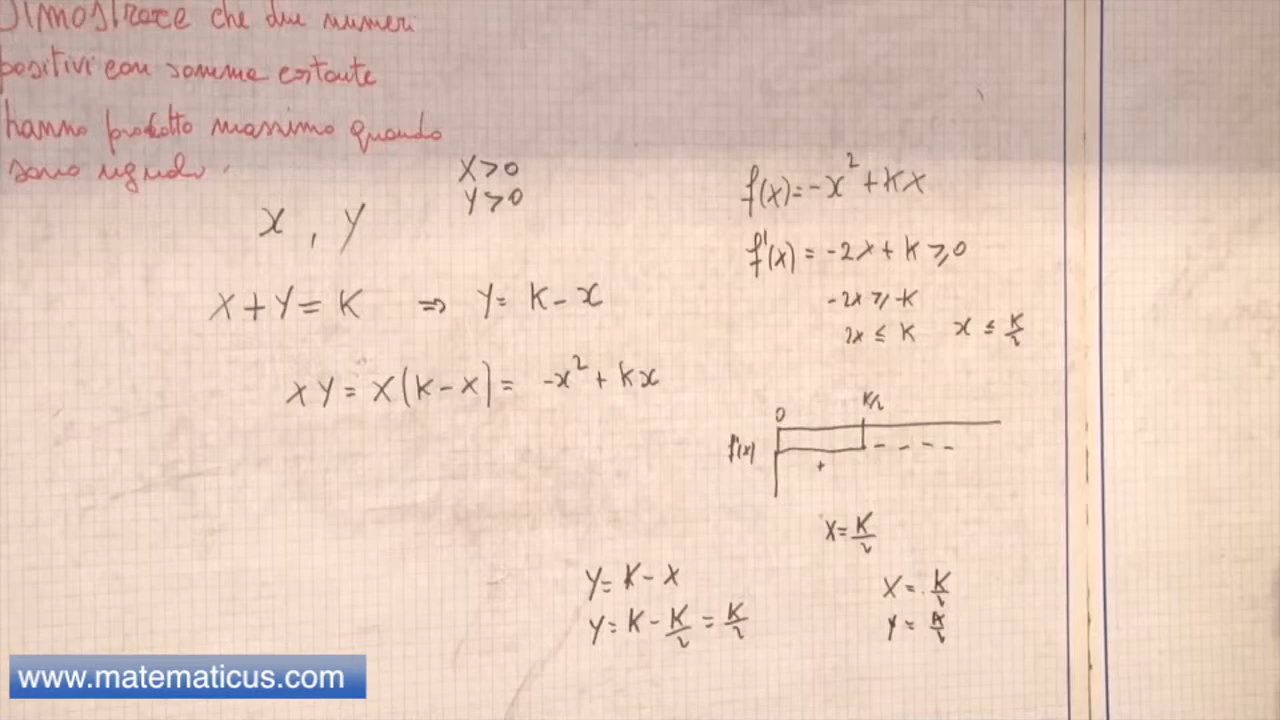 Dimostrare che due numeri
positivi con somma costante
hanno prodotto massimo quando
sono uguali.
X>0
Y>0
x , y
X+Y=K ⇒ Y= K-x
XY= X(K-X)= -x²+Kx
f(x)=-x²+Kx
f'(x) = -2x+K ≥0
-2x ≥ -K
2x ≤ K x ≤ K/2
0 K/2
f'(x) + - - - -
X=K/2
Y=K-X
Y=K-K/2=K/2
X=K/2
Y=K/2
www.matematicus.com